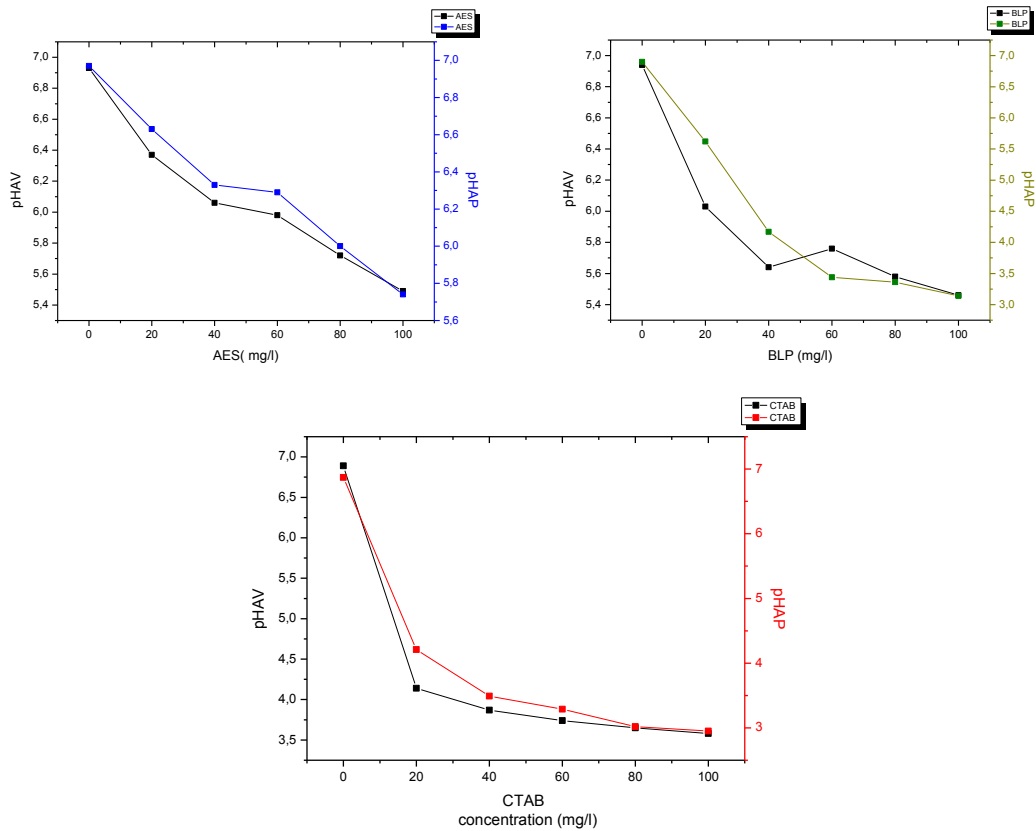 AES
AES
7,0
6,8
6,6
6,4
6,2
6,0
5,8
5,6
5,4
pHAV
7,0
6,8
6,6
6,4
6,2
6,0
5,8
5,6
pHAP
0 20 40 60 80 100
AES( mg/l)
BLP
BLP
7,0
6,8
6,6
6,4
6,2
6,0
5,8
5,6
5,4
pHAV
7,0
6,5
6,0
5,5
5,0
4,5
4,0
3,5
3,0
pHAP
0 20 40 60 80 100
BLP (mg/l)
CTAB
CTAB
7,0
6,5
6,0
5,5
5,0
4,5
4,0
3,5
pHAV
7
6
5
4
3
pHAP
0 20 40 60 80 100
CTAB
concentration (mg/l)